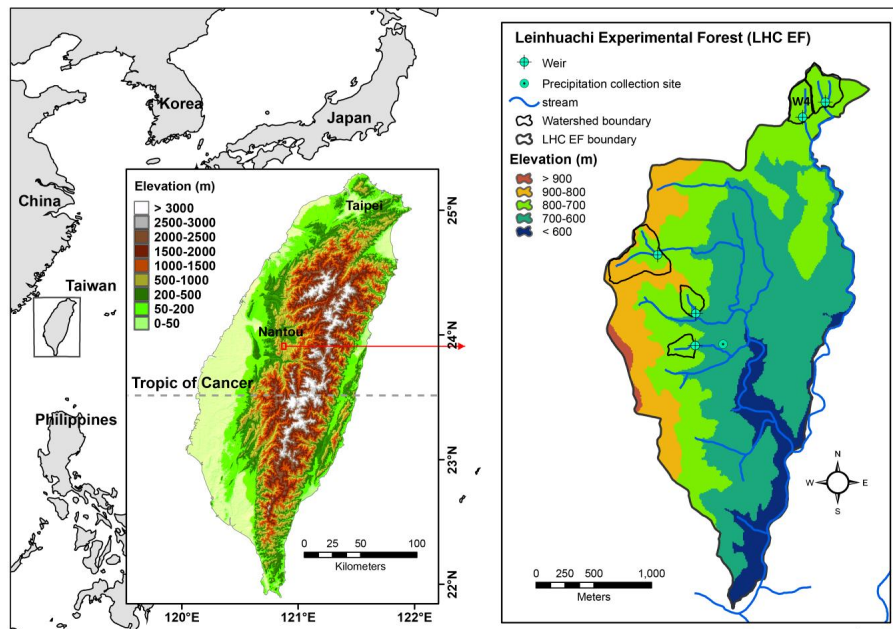 Korea
Japan
China
Taiwan
Philippines
Elevation (m)
> 3000
2500-3000
2000-2500
1500-2000
1000-1500
500-1000
200-500
50-200
0-50
Taipei
Nantou
Tropic of Cancer
0 25 50 100
Kilometers
25°N
24°N
23°N
22°N
120°E
121°E
122°E
Leinhuachi Experimental Forest (LHC EF)
Weir
Precipitation collection site
stream
Watershed boundary
LHC EF boundary
Elevation (m)
> 900
900-800
800-700
700-600
< 600
W4
N
W E
S
0 250 500 1,000
Meters